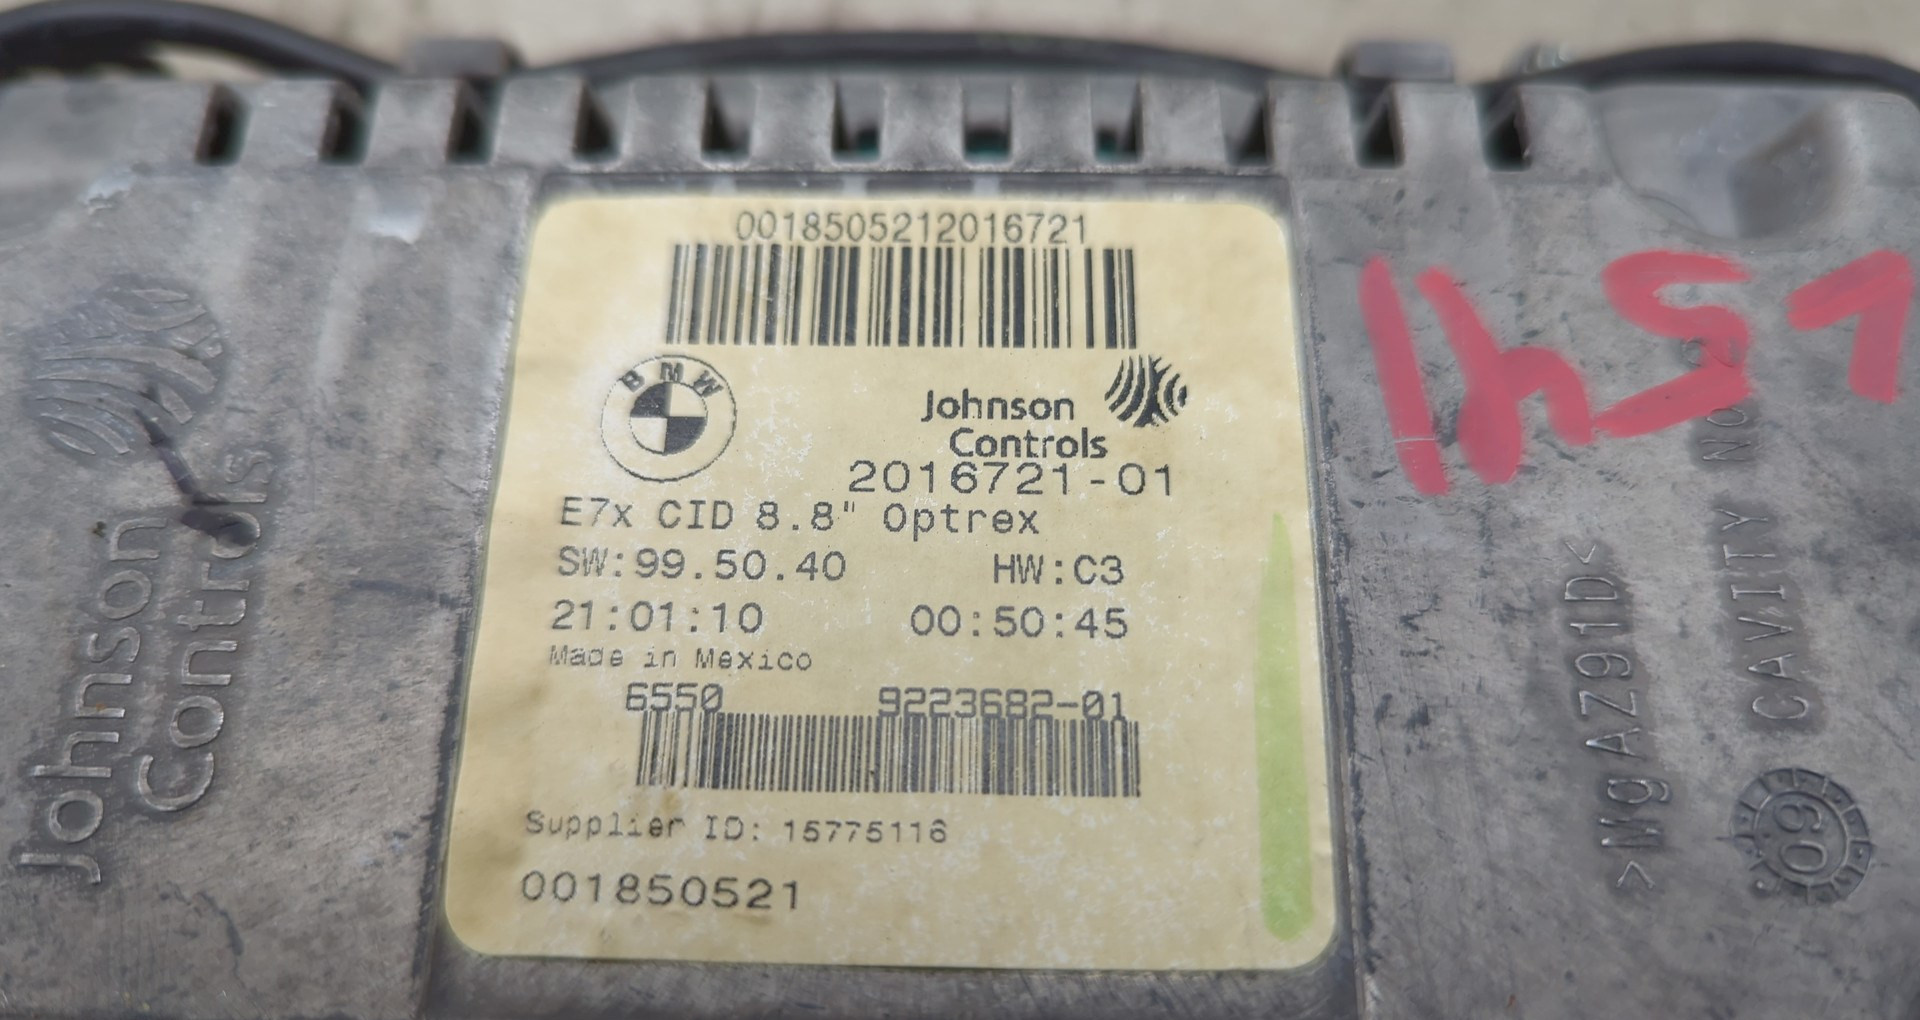 0018505212016721
BMW
Johnson
Controls
2016721-01
E7x CID 8.8" Optrex
SW:99.50.40 HW:C3
21:01:10 00:50:45
Made in Mexico
6550 9223682-01
Supplier ID: 15775116
001850521
Johnson
Controls
>MgAZ91D<
CAVITY NO
09